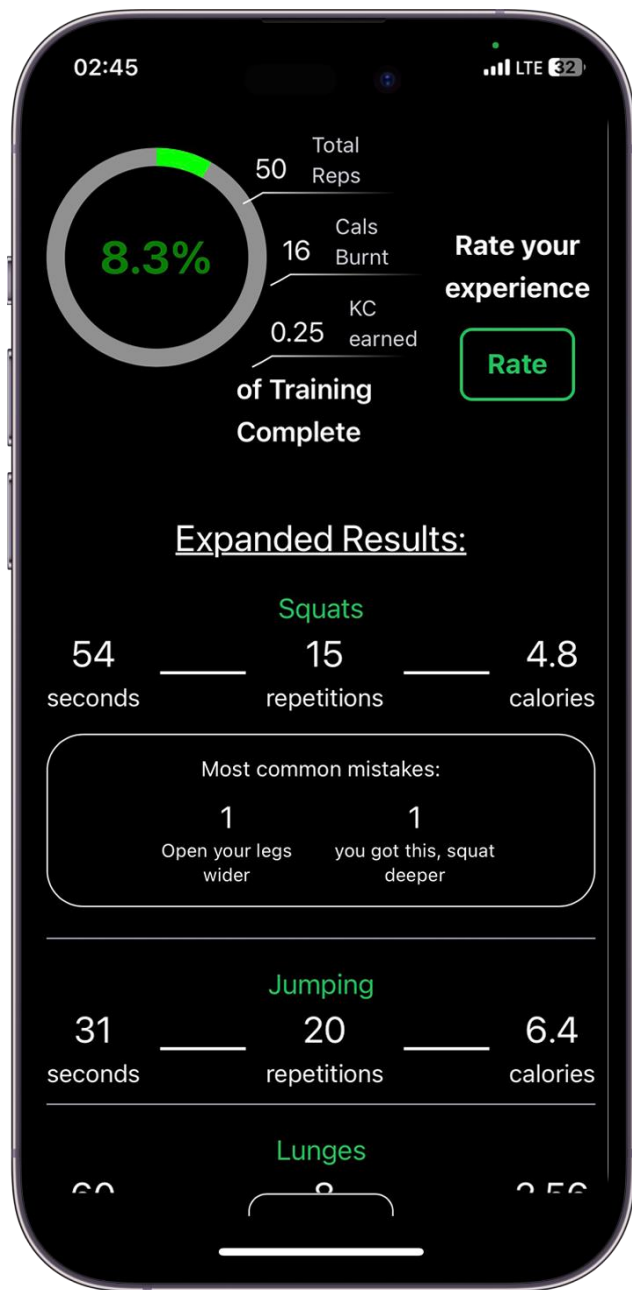 02:45
LTE 32
8.3%
50 Total Reps
16 Cals Burnt
0.25 KC earned
of Training
Complete
Rate your
experience
Rate
Expanded Results:
Squats
54 15 4.8
seconds repetitions calories
Most common mistakes:
1 1
Open your legs wider
you got this, squat deeper
Jumping
31 20 6.4
seconds repetitions calories
Lunges